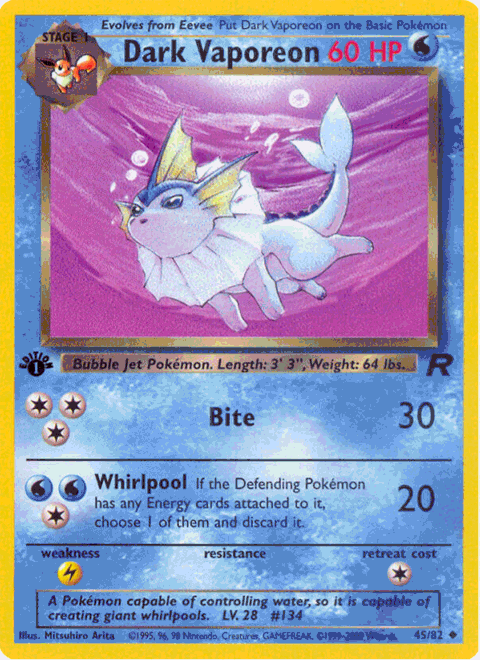 Evolves from Eevee Put Dark Vaporeon on the Basic Pokémon
STAGE 1
Dark Vaporeon 60 HP
EDITION
1
Bubble Jet Pokémon. Length: 3' 3", Weight: 64 lbs.
R
Bite 30
Whirlpool If the Defending Pokémon
has any Energy cards attached to it,
choose 1 of them and discard it.
20
weakness resistance retreat cost
A Pokémon capable of controlling water, so it is capable of
creating giant whirlpools. LV. 28 #134
Illus. Mitsuhiro Arita ©1995, 96, 98 Nintendo, Creatures, GAMEFREAK. ©1999-2000 Wizards. 45/82